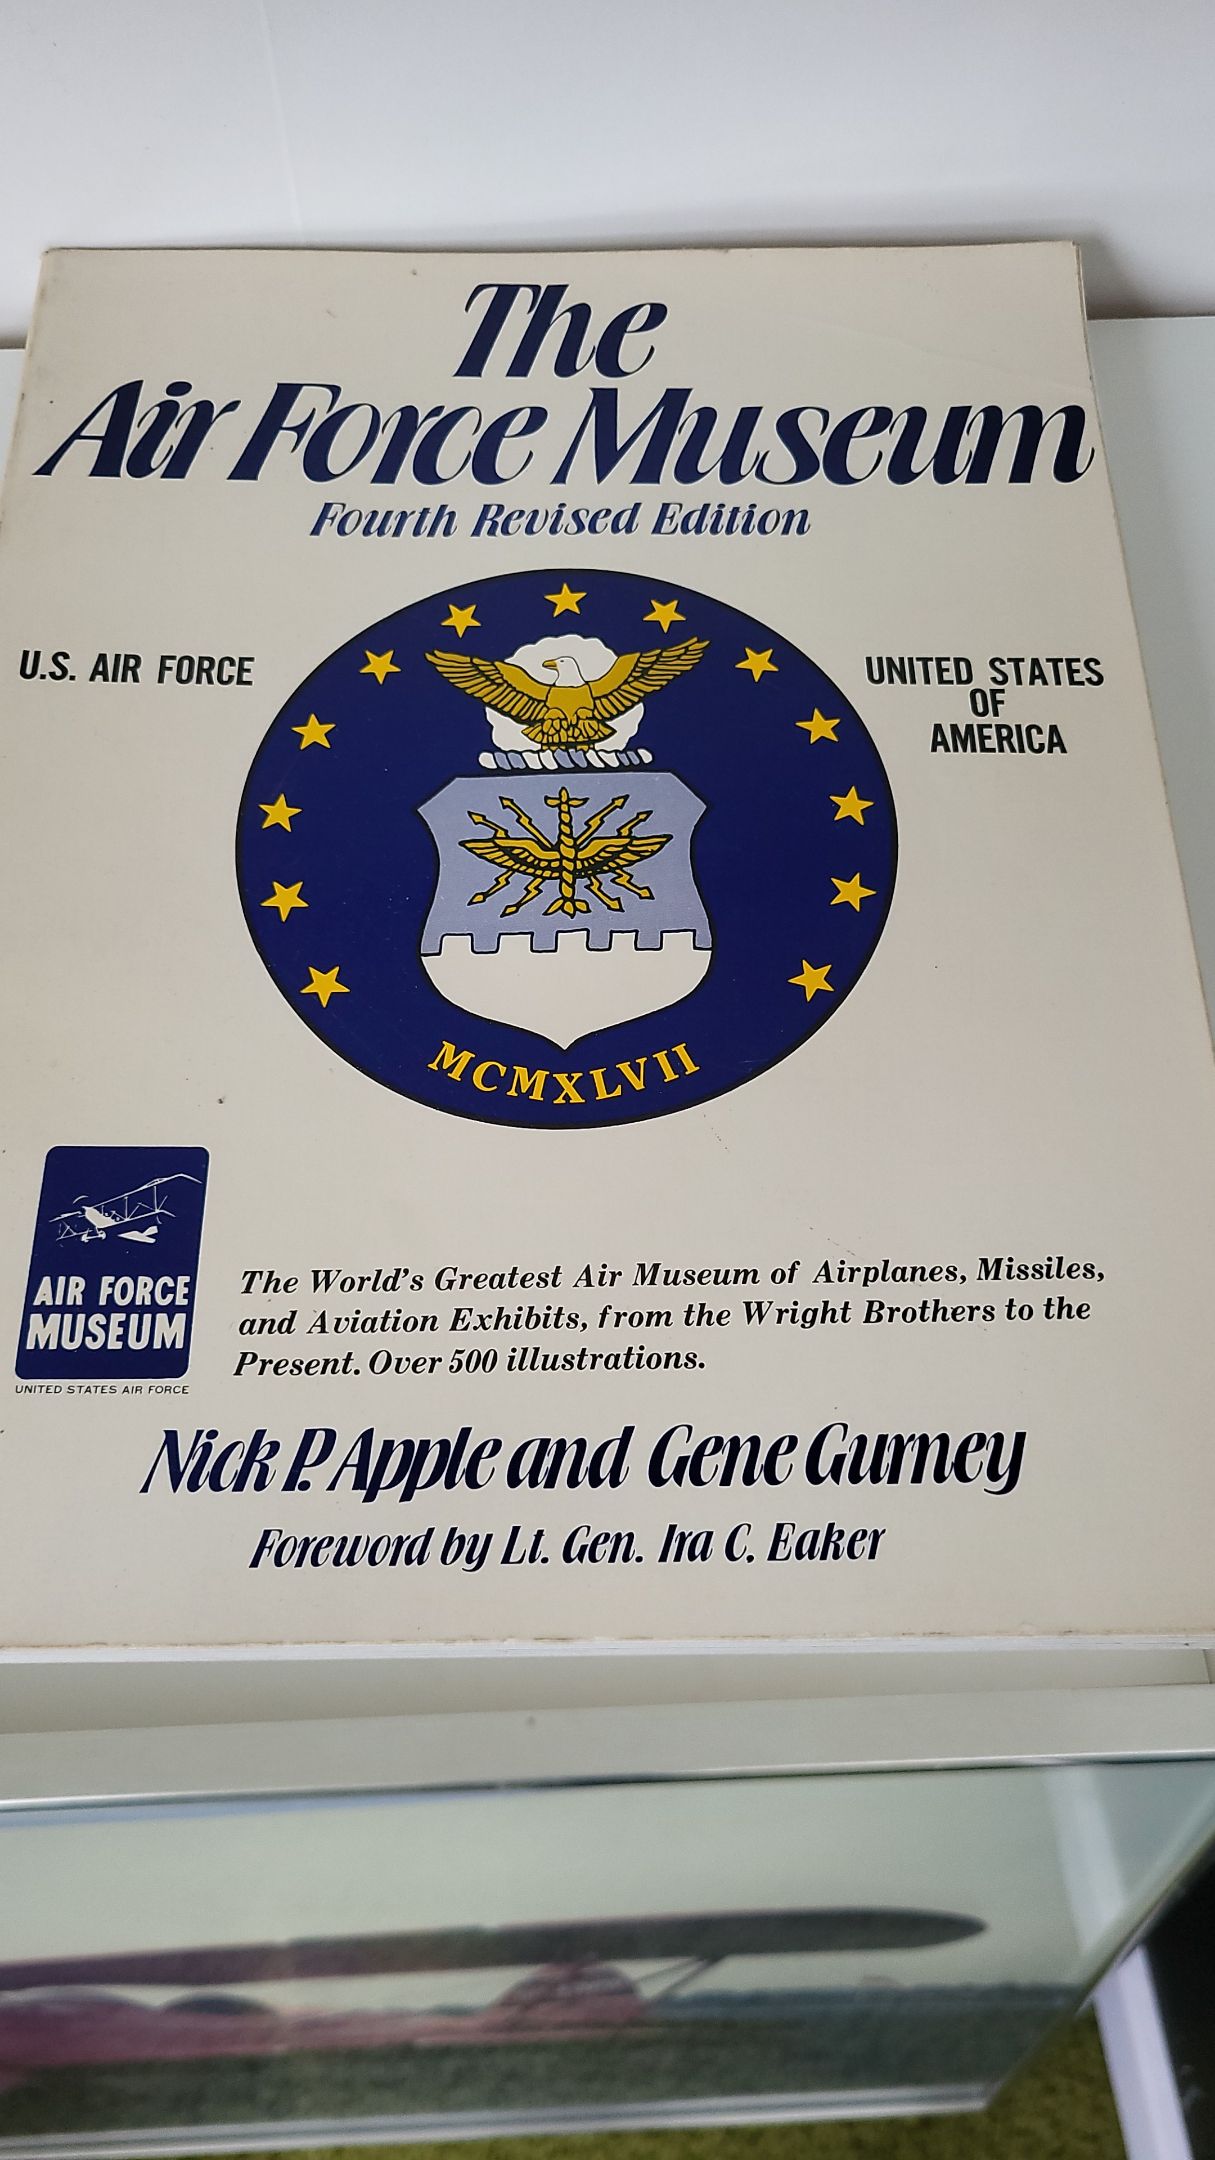 The
Air Force Museum
Fourth Revised Edition
U.S. AIR FORCE
UNITED STATES
OF
AMERICA
MCMXLVII
AIR FORCE
MUSEUM
UNITED STATES AIR FORCE
The World's Greatest Air Museum of Airplanes, Missiles,
and Aviation Exhibits, from the Wright Brothers to the
Present. Over 500 illustrations.
Nick P. Apple and Gene Gurney
Foreword by Lt. Gen. Ira C. Eaker